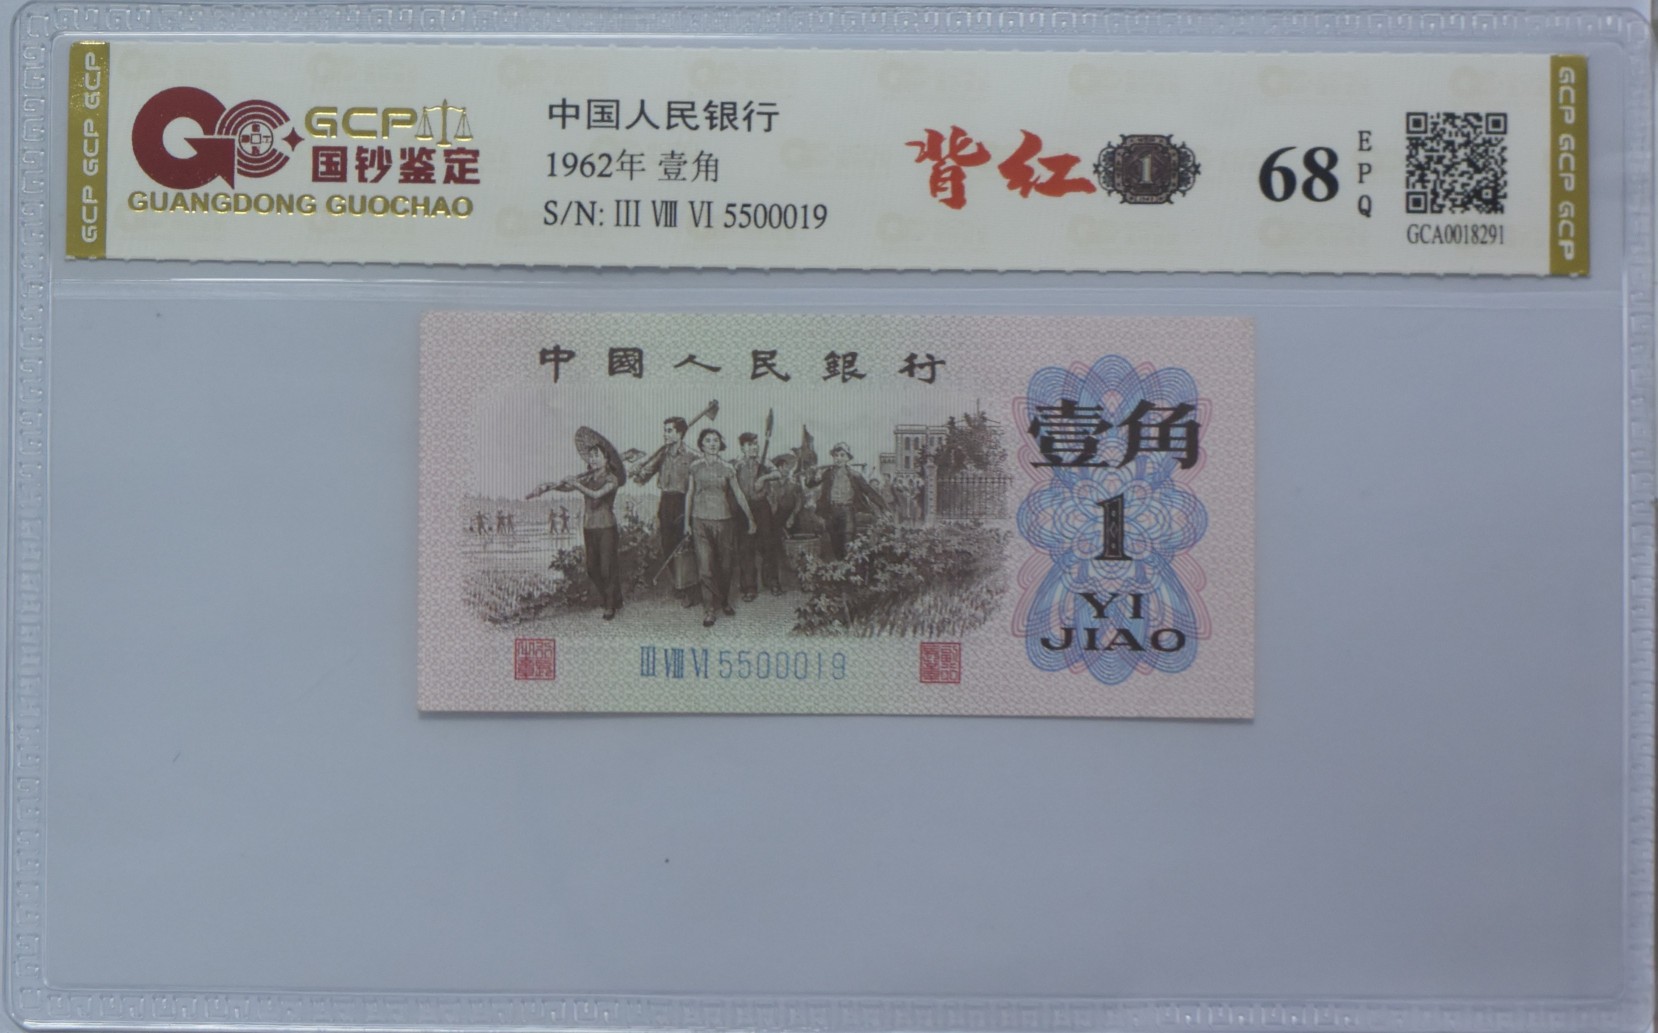 GCP GCP GCP
GCP
国钞鉴定
GUANGDONG GUOCHAO
中国人民银行
1962年 壹角
S/N: III VIII VI 5500019
背红
1
68
EPQ
GCA0018291
GCP GCP GCP
中國人民銀行
壹角
1
YI
JIAO
III VIII VI 5500019